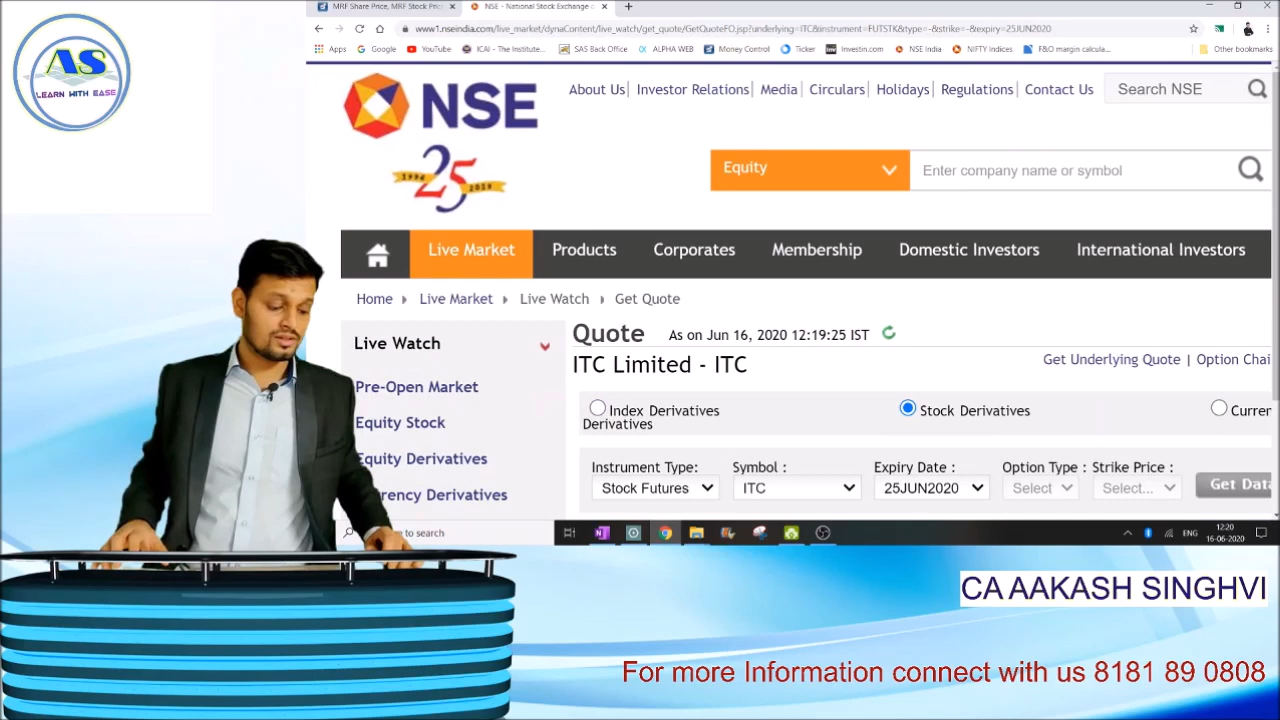 AS
LEARN WITH EASE
MRF Share Price, MRF Stock Pric
NSE - National Stock Exchange o
www1.nseindia.com/live_market/dynaContent/live_watch/get_quote/GetQuoteFO.jsp?underlying=ITC&instrument=FUTSTK&type=-&strike=-&expiry=25JUN2020
Apps Google YouTube ICAI - The Institute... SAS Back Office ALPHA WEB Money Control Ticker Investin.com NSE India NIFTY Indices F&O margin calcula... Other bookmarks
NSE
1994 25 2019
About Us Investor Relations Media Circulars Holidays Regulations Contact Us Search NSE
Equity Enter company name or symbol
Live Market Products Corporates Membership Domestic Investors International Investors
Home Live Market Live Watch Get Quote
Live Watch
Pre-Open Market
Equity Stock
Equity Derivatives
rency Derivatives
Quote As on Jun 16, 2020 12:19:25 IST
ITC Limited - ITC
Get Underlying Quote | Option Chai
Index Derivatives Stock Derivatives Curren
Derivatives
Instrument Type: Symbol : Expiry Date : Option Type : Strike Price :
Stock Futures ITC 25JUN2020 Select Select... Get Data
to search
ENG
12:20
16-06-2020
CA AAKASH SINGHVI
For more Information connect with us 8181 89 0808